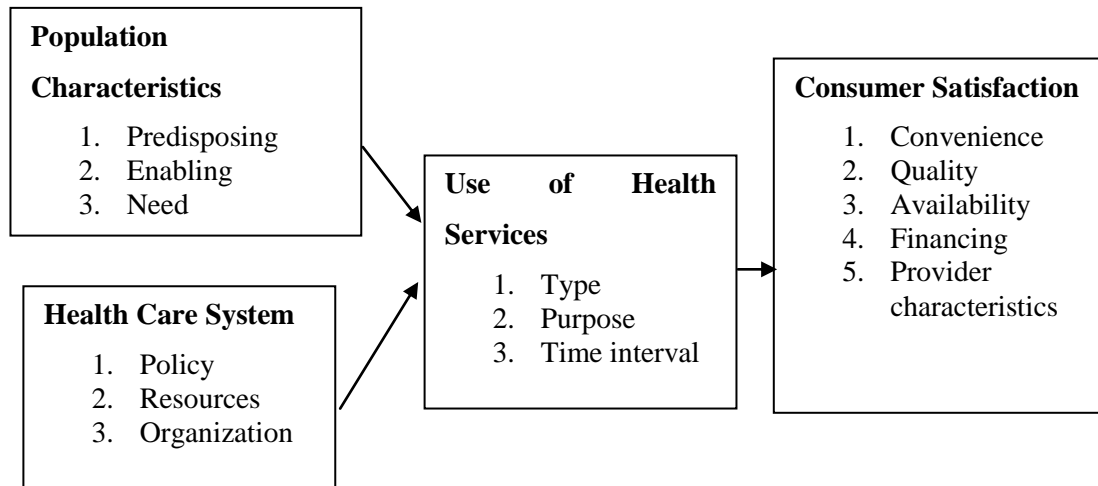 Population
Characteristics
1. Predisposing
2. Enabling
3. Need
Health Care System
1. Policy
2. Resources
3. Organization
Use of Health
Services
1. Type
2. Purpose
3. Time interval
Consumer Satisfaction
1. Convenience
2. Quality
3. Availability
4. Financing
5. Provider
characteristics